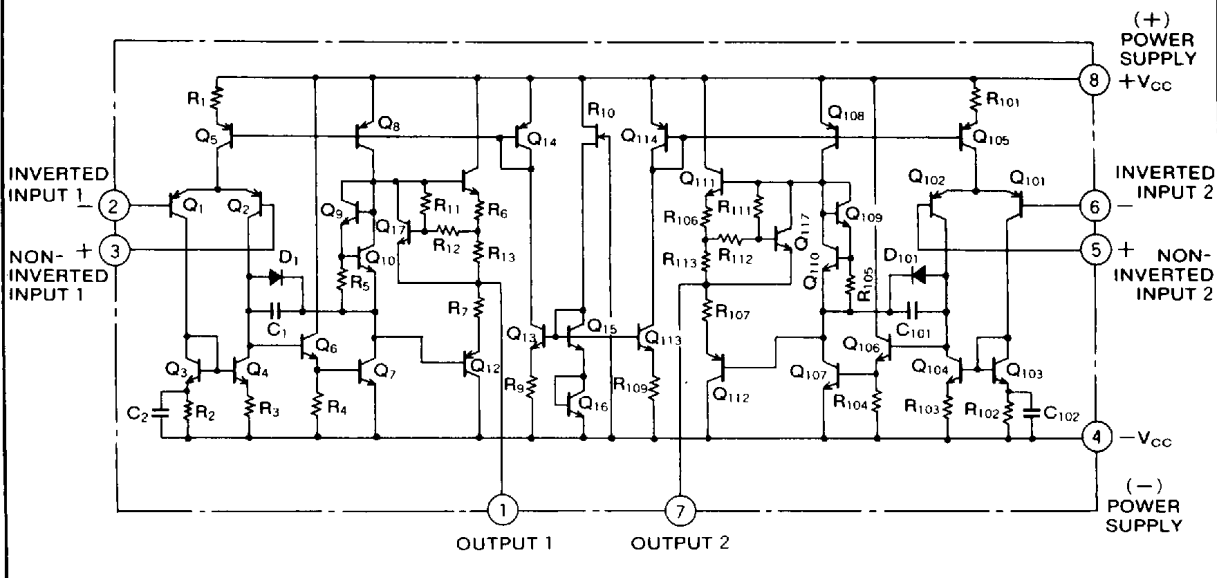 (+)
POWER
SUPPLY
8 +VCC
R1
R10
R101
Q5
Q8
Q14
Q114
Q108
Q105
INVERTED
INPUT 1
− 2
Q1
Q2
Q9
Q17
R11
R6
Q111
R106
R111
Q117
Q109
Q102
Q101
6 −
INVERTED
INPUT 2
3 +
NON-
INVERTED
INPUT 1
R12
R13
Q10
R5
D1
C1
R113
R112
Q110
R105
D101
C101
5 +
NON-
INVERTED
INPUT 2
R7
R107
Q3
Q4
Q6
Q7
Q12
Q13
Q15
Q113
Q112
Q107
Q106
Q104
Q103
C2
R2
R3
R4
R9
Q16
R109
R104
R103
R102
C102
4 −VCC
(−)
POWER
SUPPLY
1
OUTPUT 1
7
OUTPUT 2